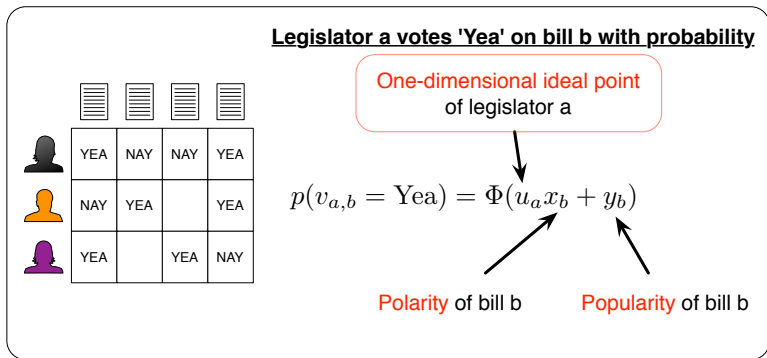 Legislator a votes 'Yea' on bill b with probability
One-dimensional ideal point
of legislator a
YEA NAY NAY YEA
NAY YEA YEA
YEA YEA NAY
p(v_{a,b} = Yea) = Φ(u_a x_b + y_b)
Polarity of bill b
Popularity of bill b